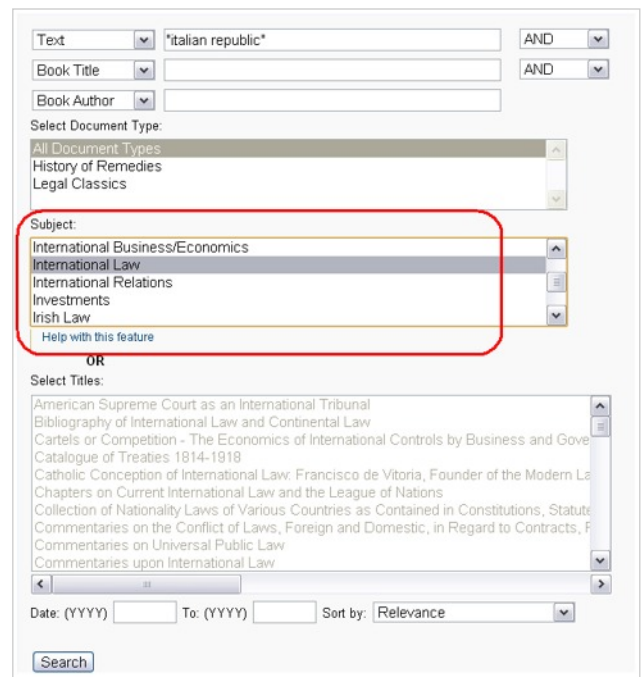 Text "italian republic" AND
Book Title AND
Book Author
Select Document Type:
All Document Types
History of Remedies
Legal Classics
Subject:
International Business/Economics
International Law
International Relations
Investments
Irish Law
Help with this feature
OR
Select Titles:
American Supreme Court as an International Tribunal
Bibliography of International Law and Continental Law
Cartels or Competition - The Economics of International Controls by Business and Gove
Catalogue of Treaties 1814-1918
Catholic Conception of International Law: Francisco de Vitoria, Founder of the Modern La
Chapters on Current International Law and the League of Nations
Collection of Nationality Laws of Various Countries as Contained in Constitutions, Statute
Commentaries on the Conflict of Laws, Foreign and Domestic, in Regard to Contracts, F
Commentaries on Universal Public Law
Commentaries upon International Law
Date: (YYYY) To: (YYYY) Sort by: Relevance
Search